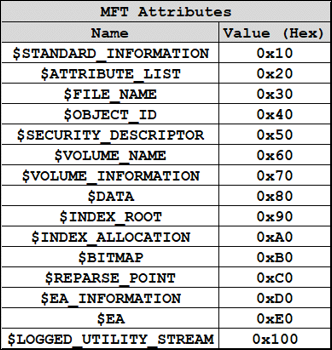 MFT Attributes
Name Value (Hex)
$STANDARD_INFORMATION 0x10
$ATTRIBUTE_LIST 0x20
$FILE_NAME 0x30
$OBJECT_ID 0x40
$SECURITY_DESCRIPTOR 0x50
$VOLUME_NAME 0x60
$VOLUME_INFORMATION 0x70
$DATA 0x80
$INDEX_ROOT 0x90
$INDEX_ALLOCATION 0xA0
$BITMAP 0xB0
$REPARSE_POINT 0xC0
$EA_INFORMATION 0xD0
$EA 0xE0
$LOGGED_UTILITY_STREAM 0x100